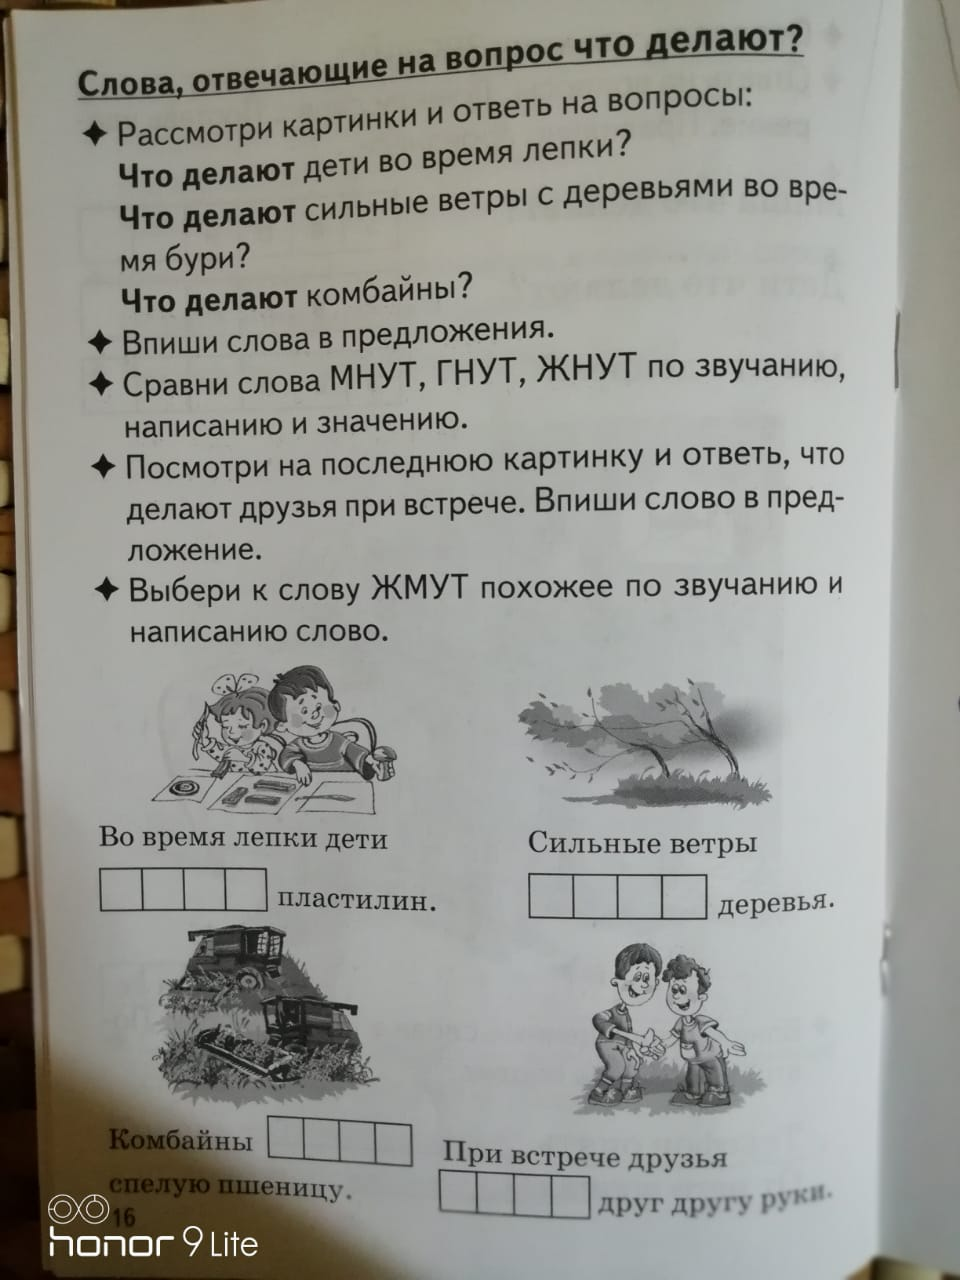 Слова, отвечающие на вопрос что делают?
✦ Рассмотри картинки и ответь на вопросы:
Что делают дети во время лепки?
Что делают сильные ветры с деревьями во вре-
мя бури?
Что делают комбайны?
✦ Впиши слова в предложения.
✦ Сравни слова МНУТ, ГНУТ, ЖНУТ по звучанию,
написанию и значению.
✦ Посмотри на последнюю картинку и ответь, что
делают друзья при встрече. Впиши слово в пред-
ложение.
✦ Выбери к слову ЖМУТ похожее по звучанию и
написанию слово.
Во время лепки дети
пластилин.
Сильные ветры
деревья.
Комбайны
спелую пшеницу.
При встрече друзья
друг другу руки.
16
honor 9 Lite